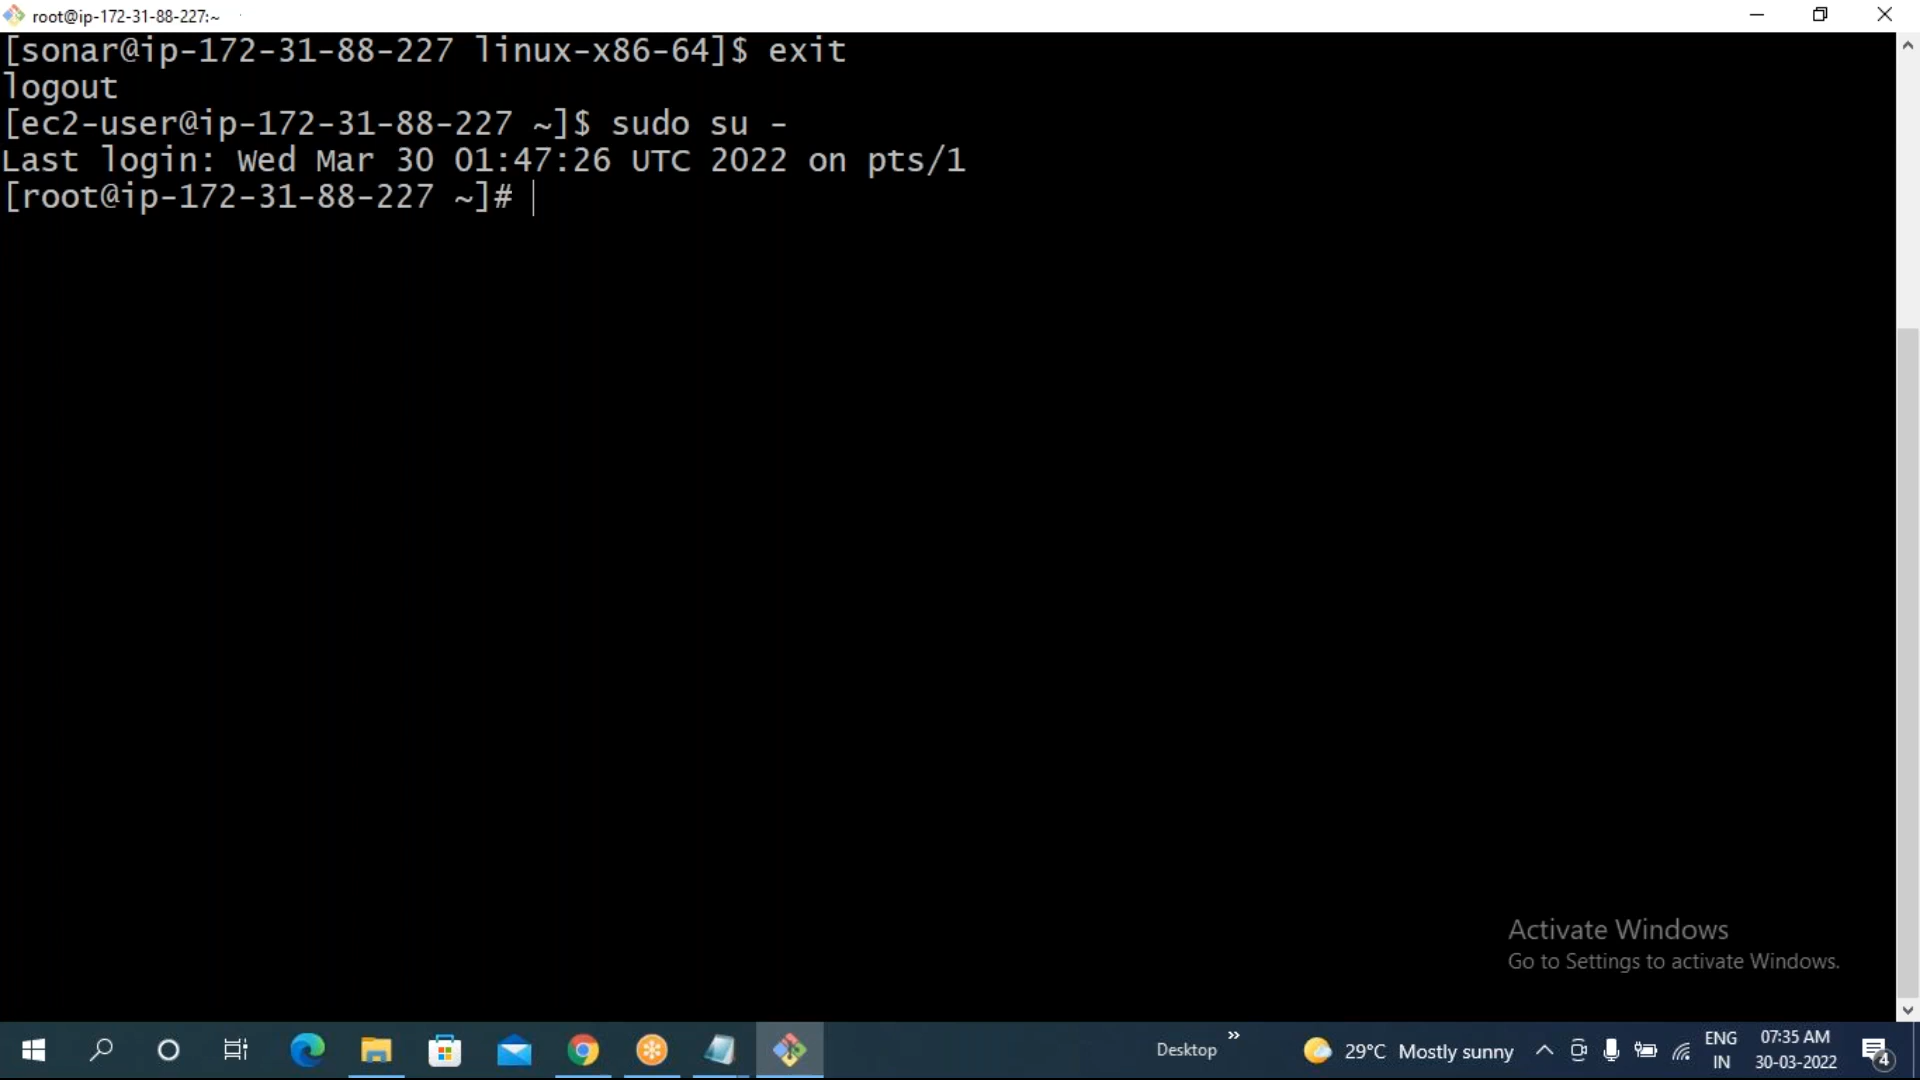 root@ip-172-31-88-227:~
[sonar@ip-172-31-88-227 linux-x86-64]$ exit
logout
[ec2-user@ip-172-31-88-227 ~]$ sudo su -
Last login: Wed Mar 30 01:47:26 UTC 2022 on pts/1
[root@ip-172-31-88-227 ~]#
Activate Windows
Go to Settings to activate Windows.
Desktop
29°C Mostly sunny
ENG
IN
07:35 AM
30-03-2022
4